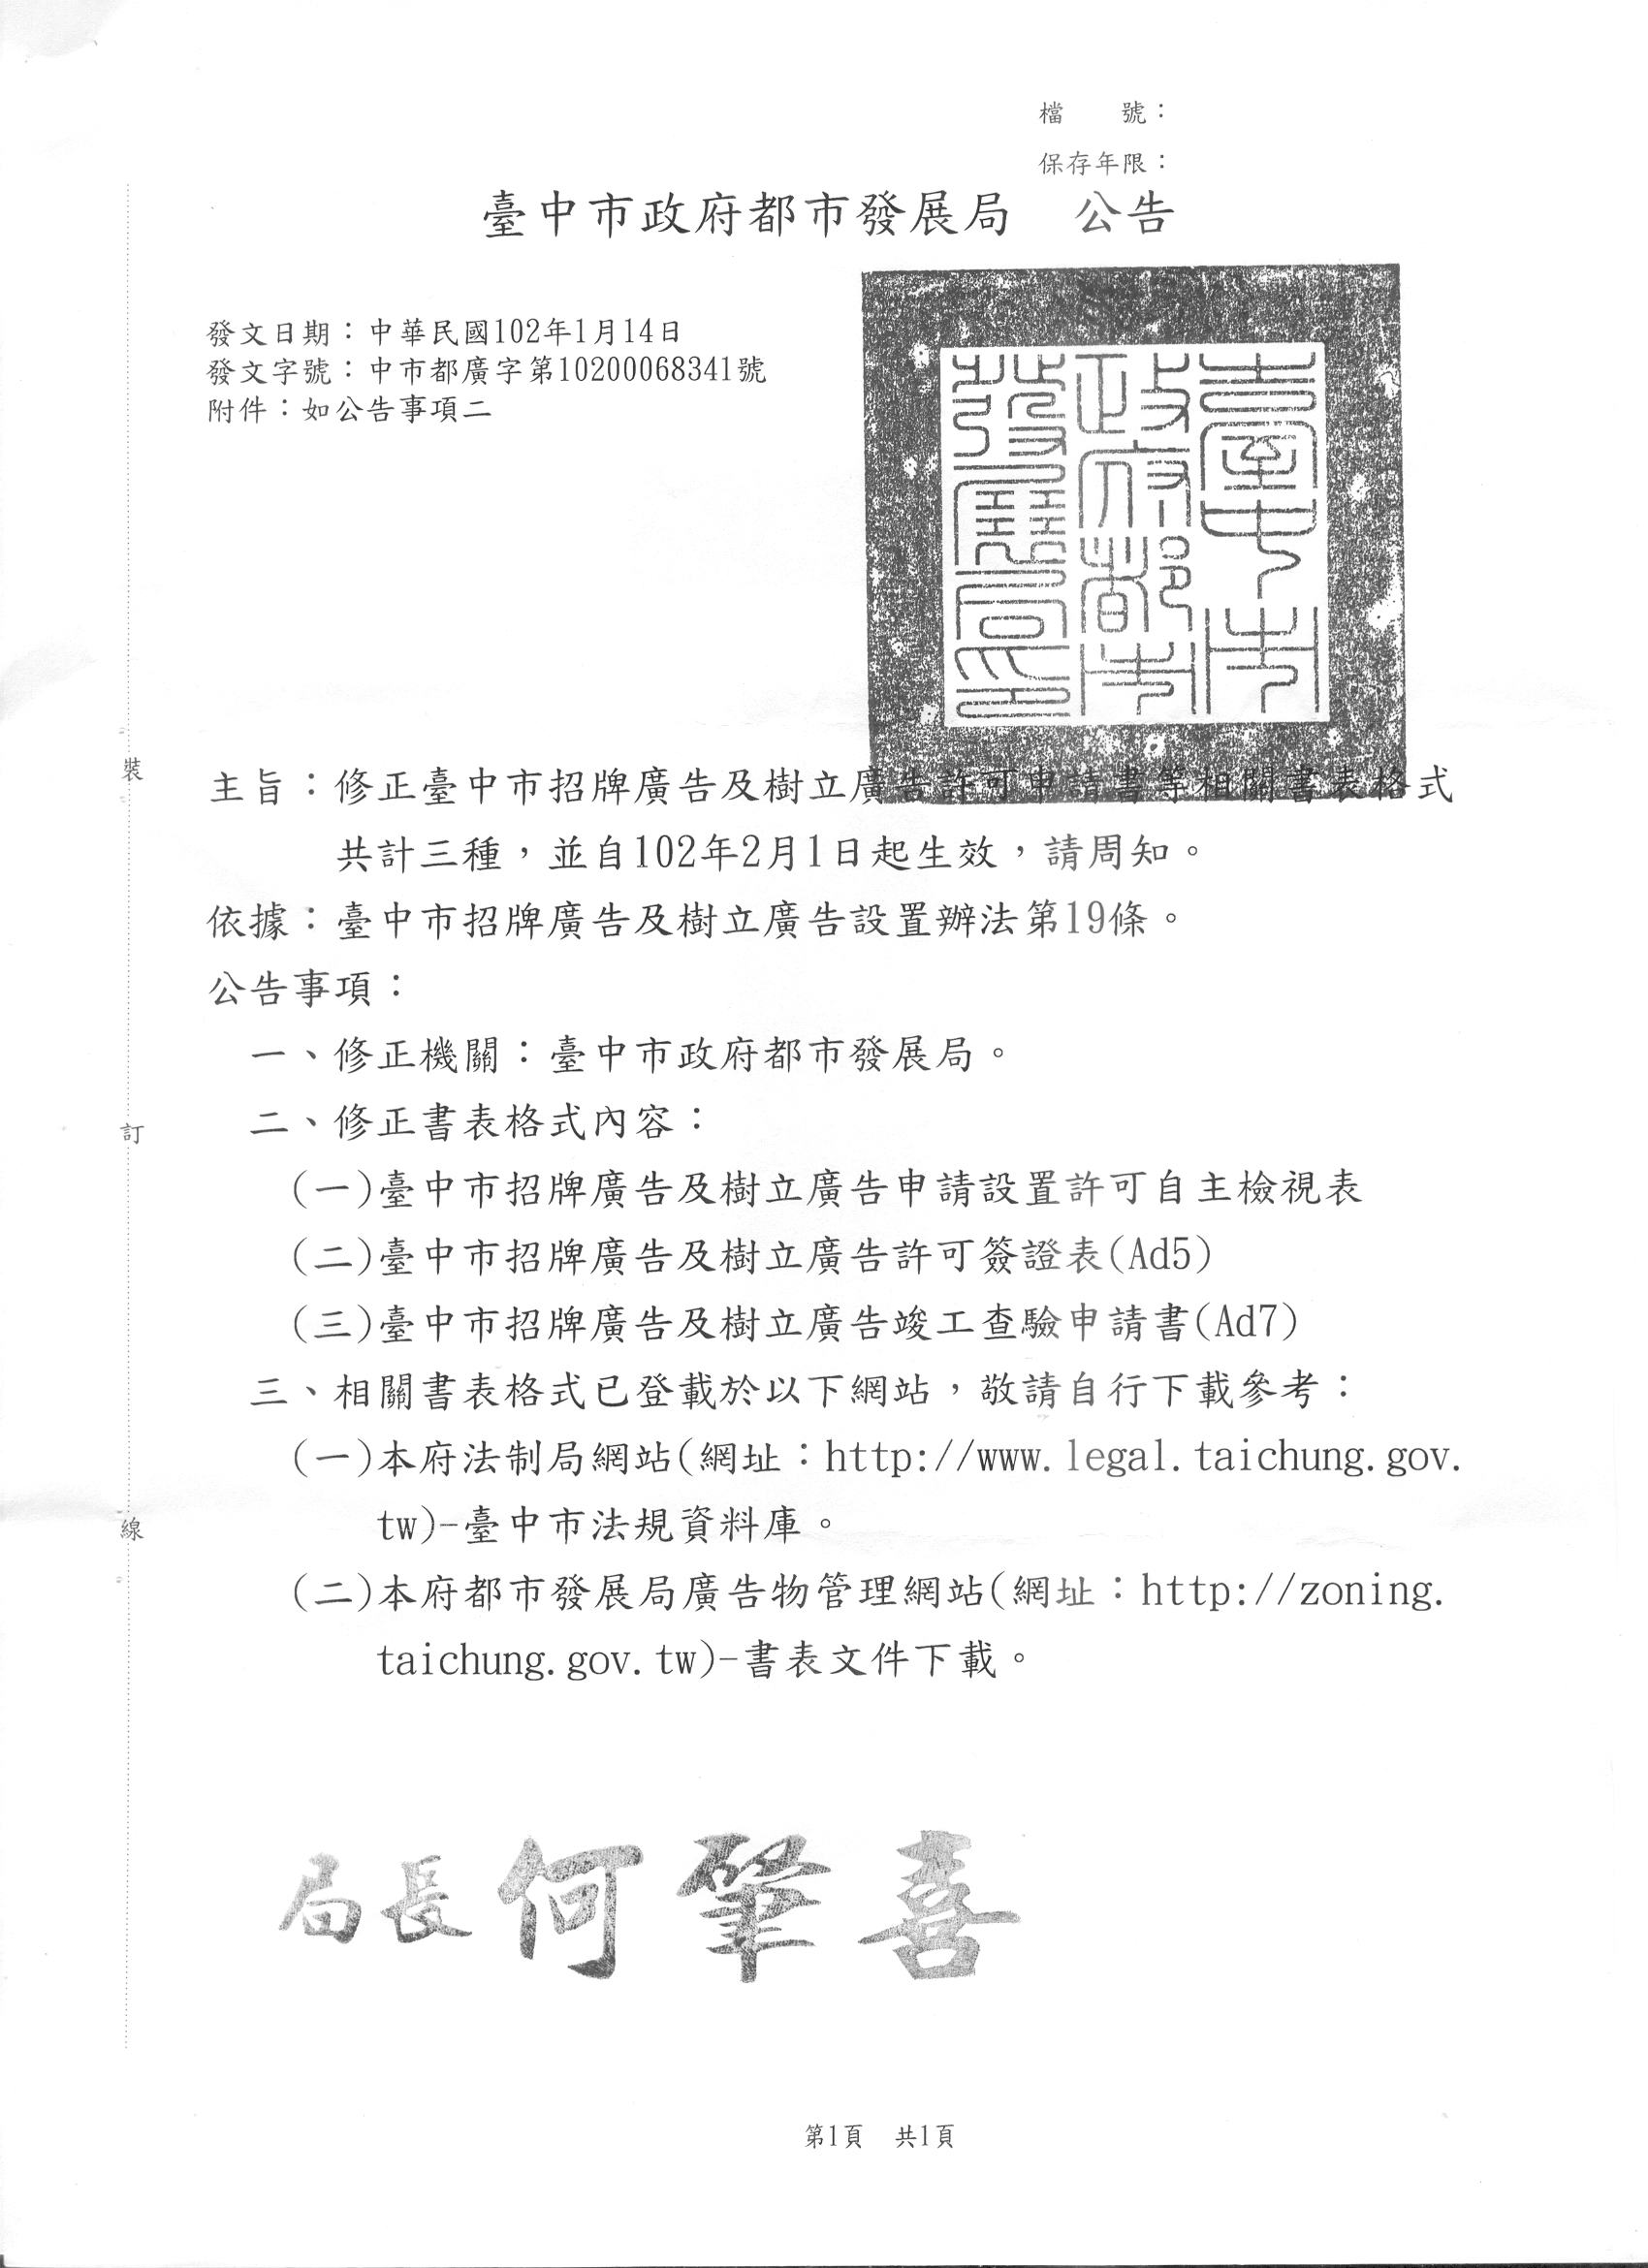 檔　　號：
保存年限：
臺中市政府都市發展局　公告
發文日期：中華民國102年1月14日
發文字號：中市都廣字第10200068341號
附件：如公告事項二
臺中市
政府都市
發展局印
主旨：修正臺中市招牌廣告及樹立廣告許可申請書等相關書表格式
共計三種，並自102年2月1日起生效，請周知。
依據：臺中市招牌廣告及樹立廣告設置辦法第19條。
公告事項：
一、修正機關：臺中市政府都市發展局。
二、修正書表格式內容：
(一)臺中市招牌廣告及樹立廣告申請設置許可自主檢視表
(二)臺中市招牌廣告及樹立廣告許可簽證表(Ad5)
(三)臺中市招牌廣告及樹立廣告竣工查驗申請書(Ad7)
三、相關書表格式已登載於以下網站，敬請自行下載參考：
(一)本府法制局網站(網址：http://www.legal.taichung.gov.
tw)-臺中市法規資料庫。
(二)本府都市發展局廣告物管理網站(網址：http://zoning.
taichung.gov.tw)-書表文件下載。
局長何肇喜
裝
訂
線
第1頁　共1頁